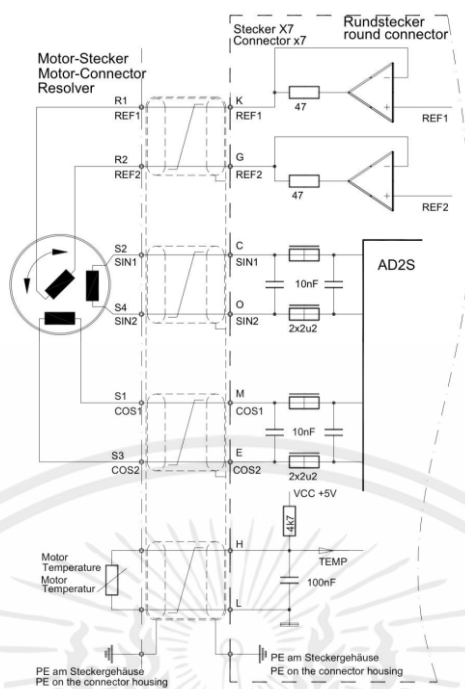 Rundstecker
round connector
Stecker X7
Connector x7
Motor-Stecker
Motor-Connector
Resolver
R1
REF1
K
REF1
47
REF1
R2
REF2
G
REF2
47
REF2
S2
SIN1
C
SIN1
10nF
AD2S
S4
SIN2
O
SIN2
2x2u2
S1
COS1
M
COS1
10nF
S3
COS2
E
COS2
2x2u2
VCC +5V
4k7
H
TEMP
Motor
Temperature
Motor
Temperatur
100nF
L
PE am Steckergehäuse
PE on the connector housing
PE am Steckergehäuse
PE on the connector housing